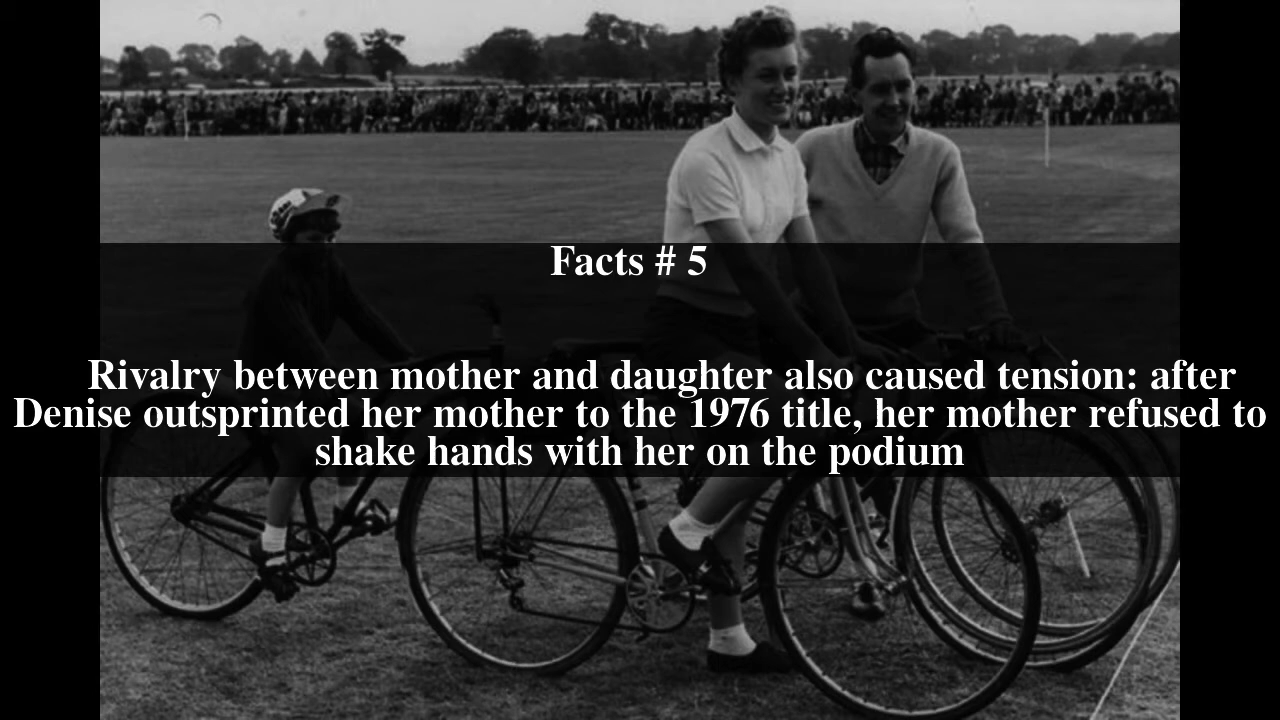 Facts # 5
Rivalry between mother and daughter also caused tension: after
Denise outsprinted her mother to the 1976 title, her mother refused to
shake hands with her on the podium